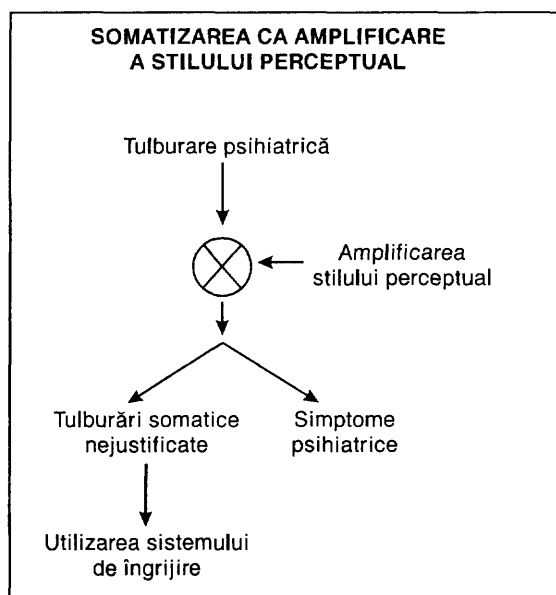 SOMATIZAREA CA AMPLIFICARE
A STILULUI PERCEPTUAL
Tulburare psihiatrică
Amplificarea
stilului perceptual
Tulburări somatice
nejustificate
Simptome
psihiatrice
Utilizarea sistemului
de îngrijire